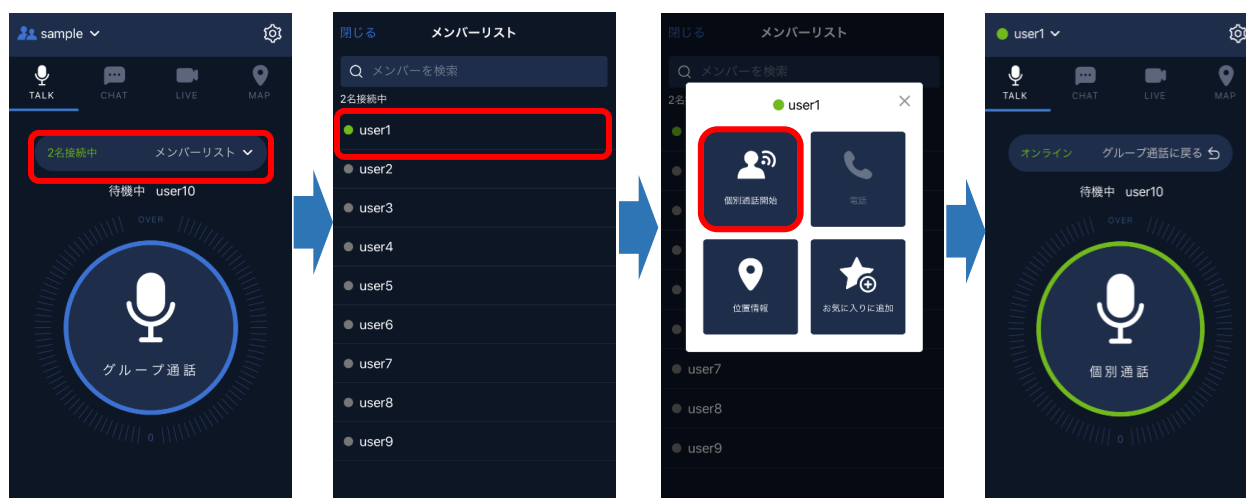 sample
TALK CHAT LIVE MAP
2名接続中 メンバーリスト
待機中 user10
OVER
グループ通話
0
閉じる メンバーリスト
メンバーを検索
2名接続中
user1
user2
user3
user4
user5
user6
user7
user8
user9
閉じる メンバーリスト
メンバーを検索
2名
user1
個別通話開始 電話
位置情報 お気に入りに追加
user7
user8
user9
user1
TALK CHAT LIVE MAP
オンライン グループ通話に戻る
待機中 user10
OVER
個別通話
0